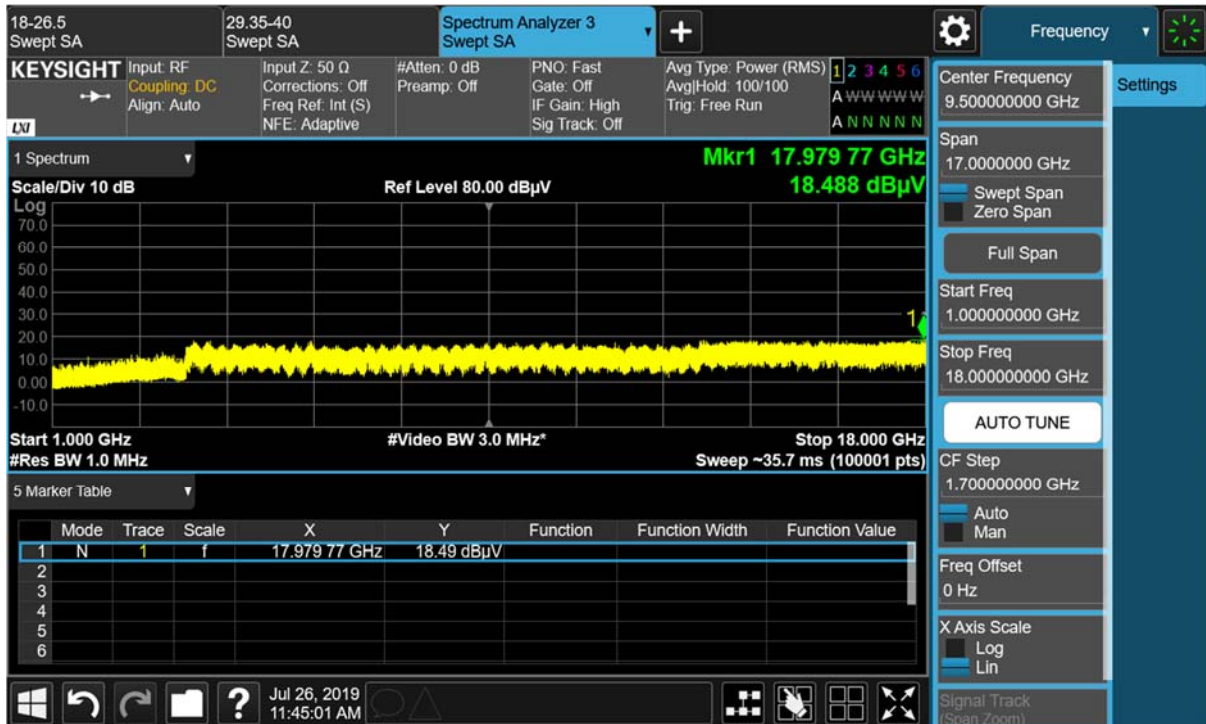 18-26.5
Swept SA
29.35-40
Swept SA
Spectrum Analyzer 3
Swept SA
Frequency
KEYSIGHT
LXI
Input: RF
Coupling: DC
Align: Auto
Input Z: 50 Ω
Corrections: Off
Freq Ref: Int (S)
NFE: Adaptive
#Atten: 0 dB
Preamp: Off
PNO: Fast
Gate: Off
IF Gain: High
Sig Track: Off
Avg Type: Power (RMS)
Avg|Hold: 100/100
Trig: Free Run
1 2 3 4 5 6
A W W W W W
A N N N N N
1 Spectrum
Scale/Div 10 dB
Ref Level 80.00 dBµV
Mkr1 17.979 77 GHz
18.488 dBµV
Log
70.0
60.0
50.0
40.0
30.0
20.0
10.0
0.00
-10.0
1
Start 1.000 GHz
#Video BW 3.0 MHz*
Stop 18.000 GHz
#Res BW 1.0 MHz
Sweep ~35.7 ms (100001 pts)
5 Marker Table
Mode Trace Scale X Y Function Function Width Function Value
1 N 1 f 17.979 77 GHz 18.49 dBµV
2
3
4
5
6
?
Jul 26, 2019
11:45:01 AM
Center Frequency
9.500000000 GHz
Settings
Span
17.0000000 GHz
Swept Span
Zero Span
Full Span
Start Freq
1.000000000 GHz
Stop Freq
18.000000000 GHz
AUTO TUNE
CF Step
1.700000000 GHz
Auto
Man
Freq Offset
0 Hz
X Axis Scale
Log
Lin
Signal Track
(Span Zoom)